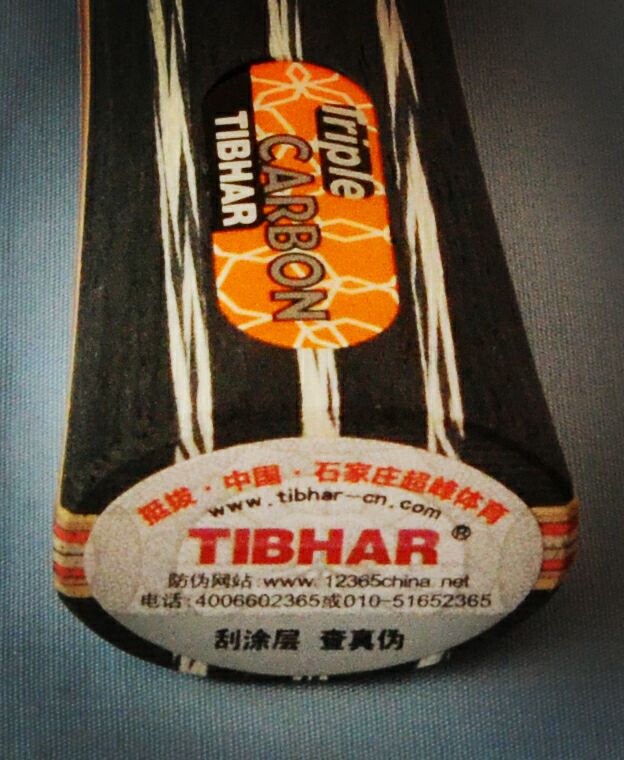 Triple
CARBON
TIBHAR
挺拔·中國·石家庄超峰体育
www.tibhar-cn.com
TIBHAR®
防伪网站:www.12365china.net
电话:4006602365或010-51652365
刮涂层 查真伪